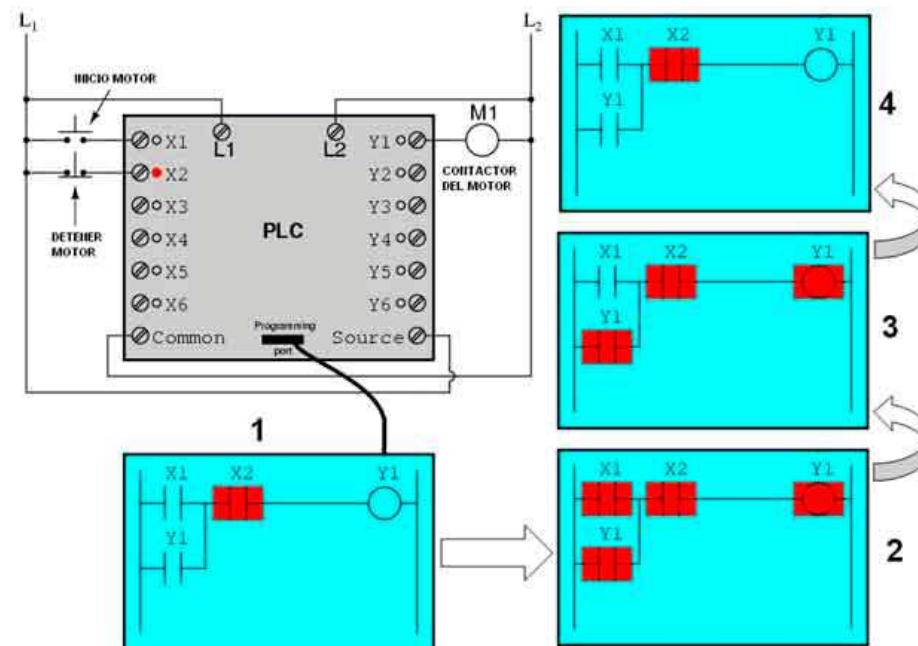 L1
L2
INICIO MOTOR
DETENER
MOTOR
L1
L2
X1
X2
X3
X4
X5
X6
Common
PLC
Programming
port
Y1
Y2
Y3
Y4
Y5
Y6
Source
M1
CONTACTOR
DEL MOTOR
1
X1 X2 Y1
Y1
X1 X2 Y1
Y1
2
X1 X2 Y1
Y1
3
X1 X2 Y1
Y1
4